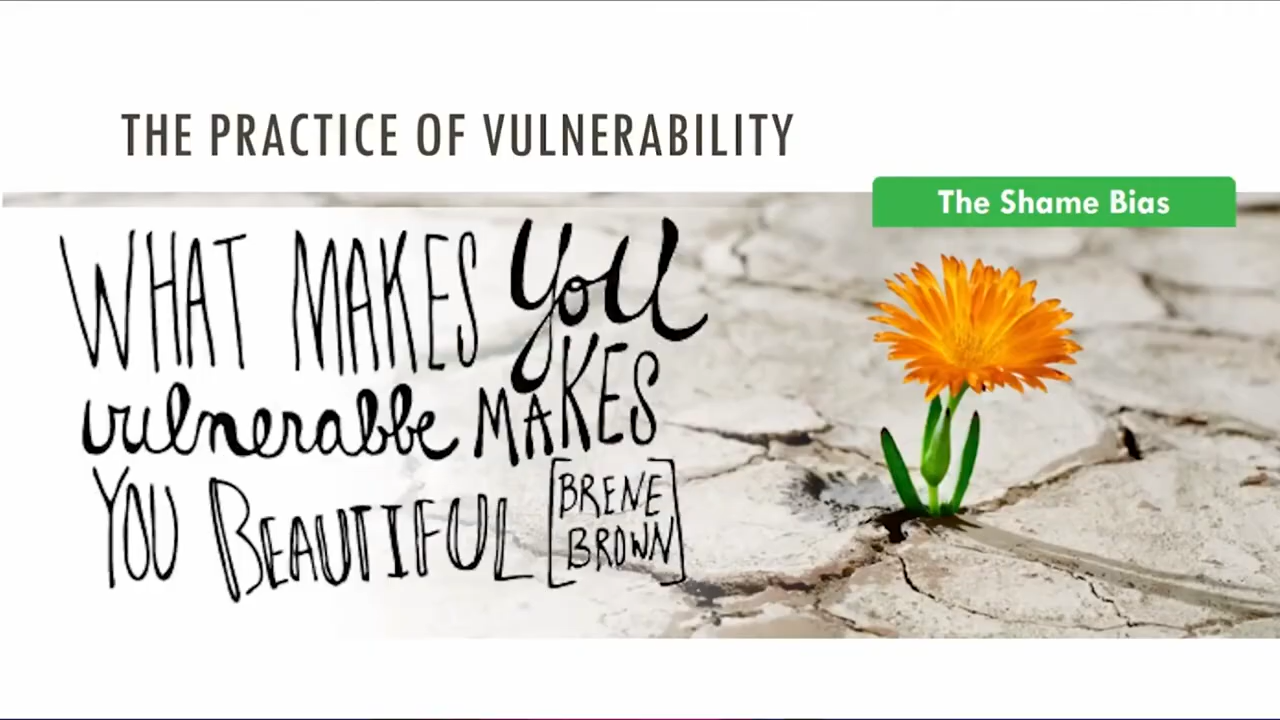 THE PRACTICE OF VULNERABILITY
The Shame Bias
WHAT MAKES You
vulnerable MAKES
YOU BEAUTIFUL [BRENE
BROWN]